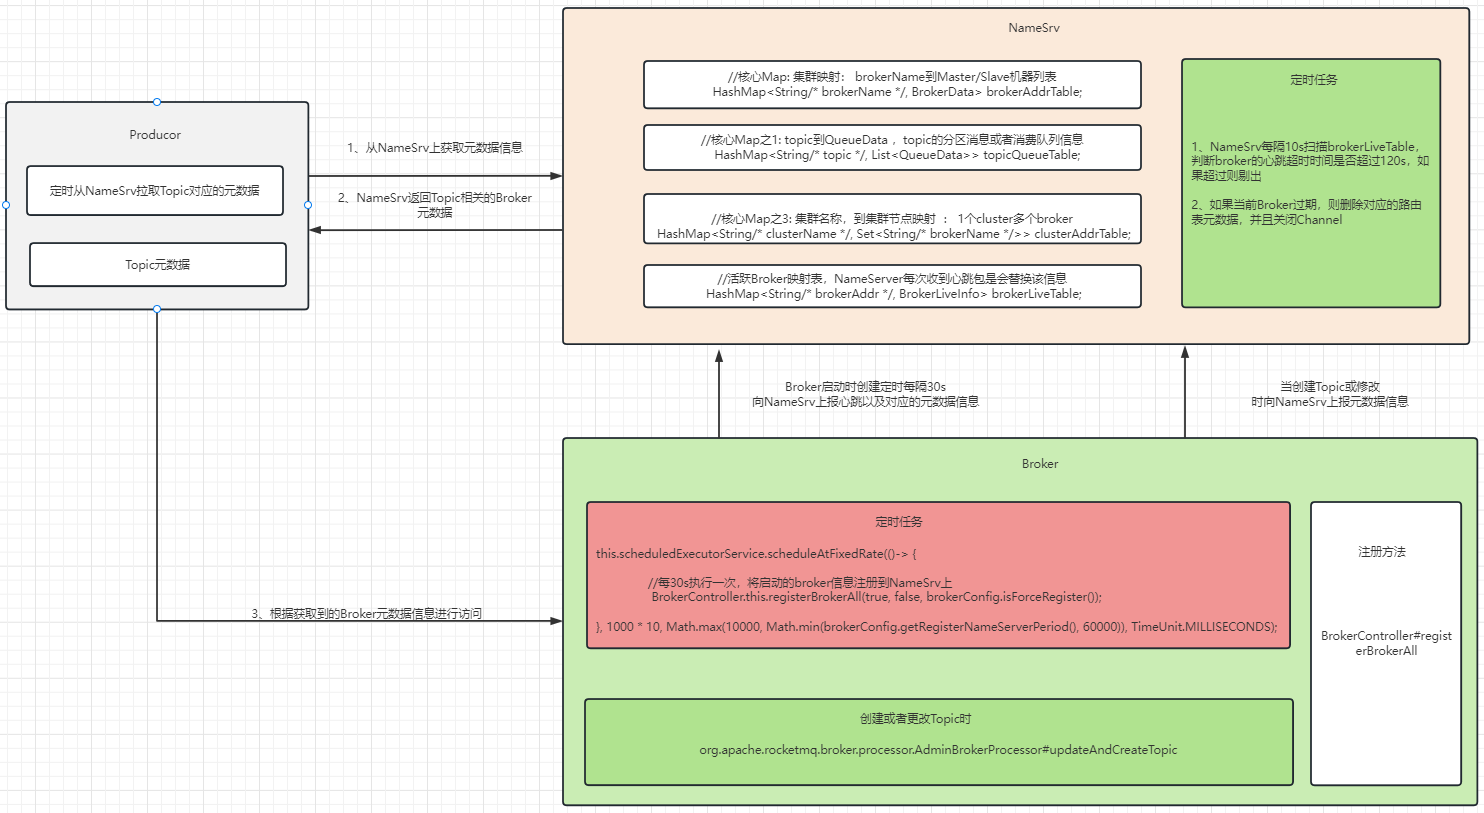 NameSrv
//核心Map: 集群映射： brokerName到Master/Slave机器列表
HashMap<String/* brokerName */, BrokerData> brokerAddrTable;
//核心Map之1: topic到QueueData ，topic的分区消息或者消费队列信息
HashMap<String/* topic */, List<QueueData>> topicQueueTable;
//核心Map之3: 集群名称，到集群节点映射 ： 1个cluster多个broker
HashMap<String/* clusterName */, Set<String/* brokerName */>> clusterAddrTable;
//活跃Broker映射表，NameServer每次收到心跳包是会替换该信息
HashMap<String/* brokerAddr */, BrokerLiveInfo> brokerLiveTable;
定时任务
1、NameSrv每隔10s扫描brokerLiveTable，
判断broker的心跳超时时间是否超过120s，如
果超过则剔出
2、如果当前Broker过期，则删除对应的路由
表元数据，并且关闭Channel
Producor
定时从NameSrv拉取Topic对应的元数据
Topic元数据
1、从NameSrv上获取元数据信息
2、NameSrv返回Topic相关的Broker
元数据
Broker启动时创建定时每隔30s
向NameSrv上报心跳以及对应的元数据信息
当创建Topic或修改
时向NameSrv上报元数据信息
3、根据获取到的Broker元数据信息进行访问
Broker
定时任务
this.scheduledExecutorService.scheduleAtFixedRate(()-> {
//每30s执行一次，将启动的broker信息注册到NameSrv上
BrokerController.this.registerBrokerAll(true, false, brokerConfig.isForceRegister());
}, 1000 * 10, Math.max(10000, Math.min(brokerConfig.getRegisterNameServerPeriod(), 60000)), TimeUnit.MILLISECONDS);
创建或者更改Topic时
org.apache.rocketmq.broker.processor.AdminBrokerProcessor#updateAndCreateTopic
注册方法
BrokerController#regist
erBrokerAll